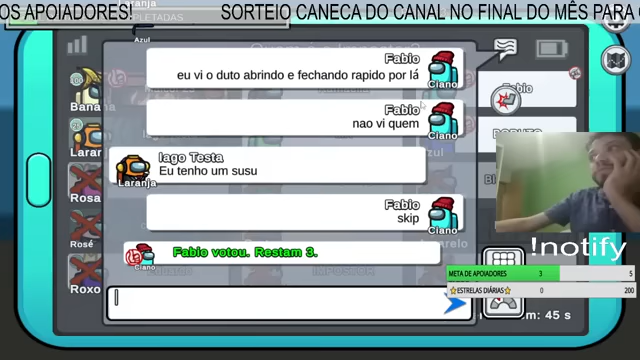 OS APOIADORES! SORTEIO CANECA DO CANAL NO FINAL DO MÊS PARA
Azul
Fabio
eu vi o duto abrindo e fechando rapido por lá
Ciano
Fabio
nao vi quem
Ciano
Iago Testa
Eu tenho um susu
Laranja
Fabio
skip
Ciano
Fabio votou. Restam 3.
Ciano
Banana
Laran
Rosa
Rosé
Roxo
Fabio
!notify
META DE APOIADORES 3 5
ESTRELAS DIÁRIAS 0 200
m: 45 s